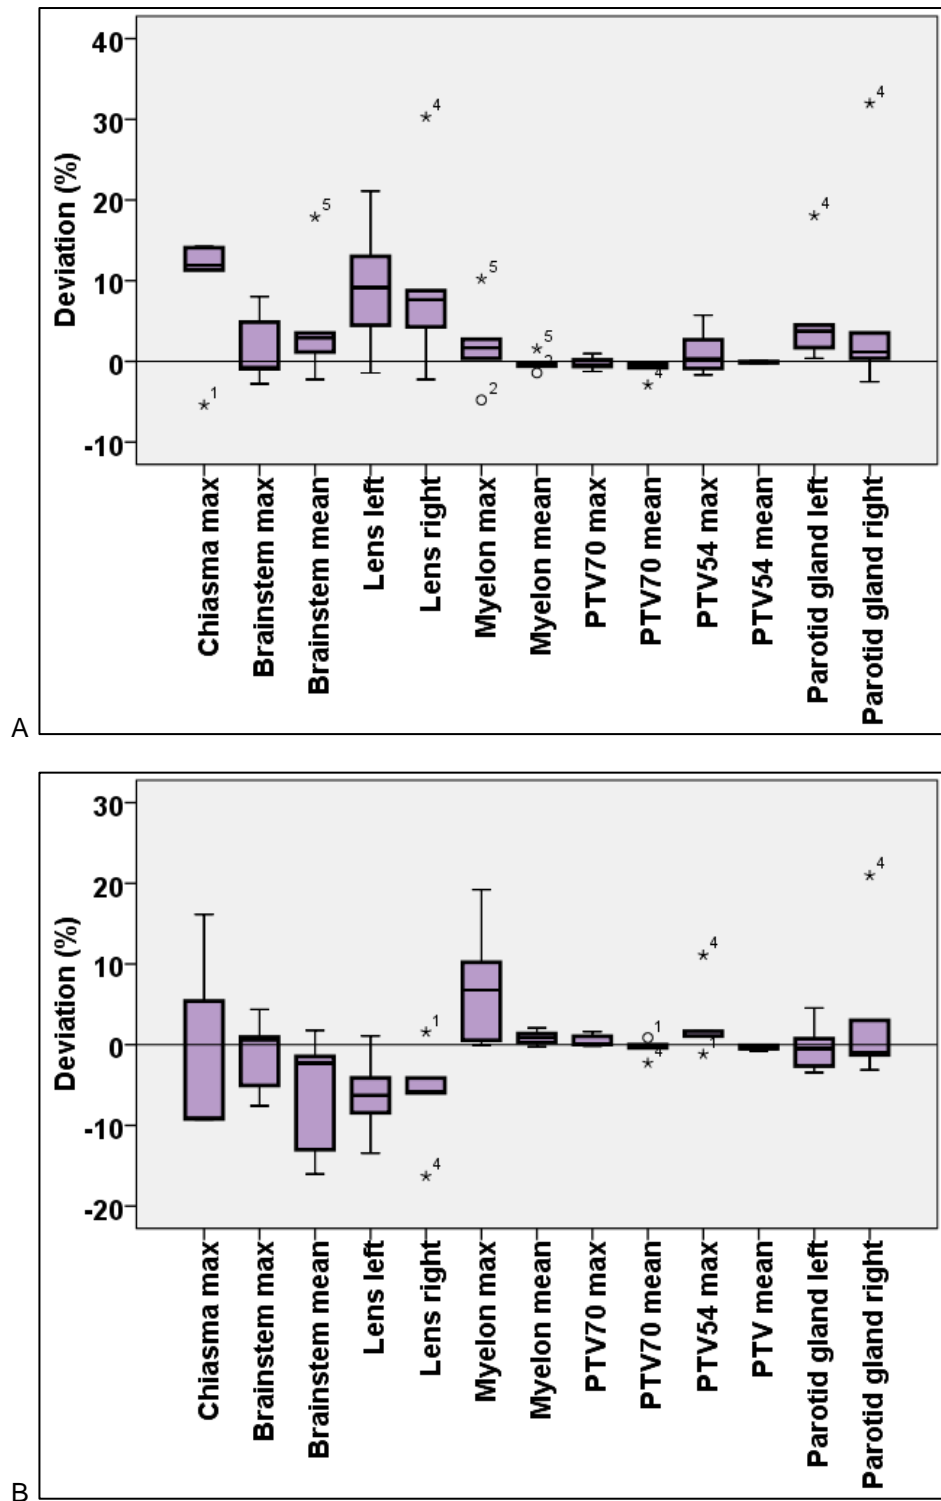 40
30
20
10
0
-10
Deviation (%)
*4
*4
*5
*4
*1
*5
*5
2
o
*4
o2
Chiasma max
Brainstem max
Brainstem mean
Lens left
Lens right
Myelon max
Myelon mean
PTV70 max
PTV70 mean
PTV54 max
PTV54 mean
Parotid gland left
Parotid gland right
A
30
20
10
0
-10
-20
Deviation (%)
*4
*4
*1
o1
*4
*1
*4
Chiasma max
Brainstem max
Brainstem mean
Lens left
Lens right
Myelon max
Myelon mean
PTV70 max
PTV70 mean
PTV54 max
PTV mean
Parotid gland left
Parotid gland right
B